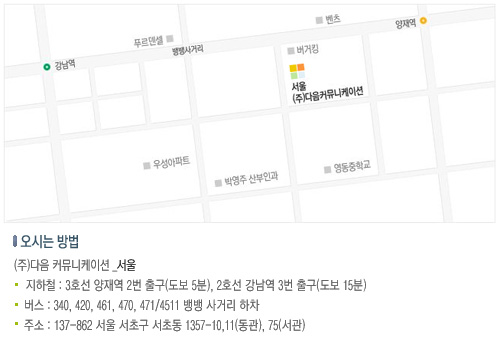 벤츠
양재역
푸르덴셜
뱅뱅사거리
버거킹
강남역
서울
(주)다음커뮤니케이션
우성아파트
영동중학교
박영주 산부인과
오시는 방법
(주)다음 커뮤니케이션 _서울
지하철 : 3호선 양재역 2번 출구(도보 5분), 2호선 강남역 3번 출구(도보 15분)
버스 : 340, 420, 461, 470, 471/4511 뱅뱅 사거리 하차
주소 : 137-862 서울 서초구 서초동 1357-10,11(동관), 75(서관)